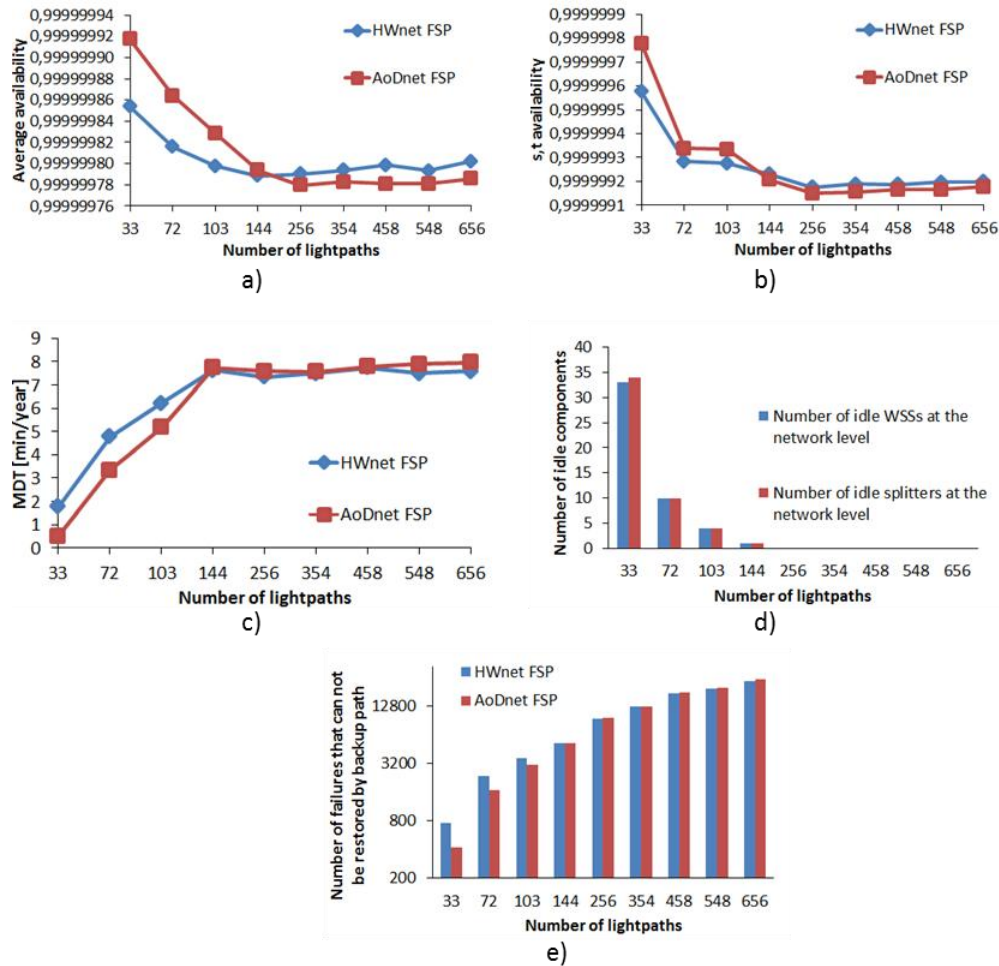 Average availability
0,99999994
0,99999992
0,99999990
0,99999988
0,99999986
0,99999984
0,99999982
0,99999980
0,99999978
0,99999976
HWnet FSP
AoDnet FSP
33 72 103 144 256 354 458 548 656
Number of lightpaths
a)
s,t availability
0,9999999
0,9999998
0,9999997
0,9999996
0,9999995
0,9999994
0,9999993
0,9999992
0,9999991
HWnet FSP
AoDnet FSP
33 72 103 144 256 354 458 548 656
Number of lightpaths
b)
MDT [min/year]
9
8
7
6
5
4
3
2
1
0
HWnet FSP
AoDnet FSP
33 72 103 144 256 354 458 548 656
Number of lightpaths
c)
Number of idle components
40
35
30
25
20
15
10
5
0
Number of idle WSSs at the
network level
Number of idle splitters at the
network level
33 72 103 144 256 354 458 548 656
Number of lightpaths
d)
Number of failures that can not
be restored by backup path
12800
3200
800
200
HWnet FSP
AoDnet FSP
33 72 103 144 256 354 458 548 656
Number of lightpaths
e)